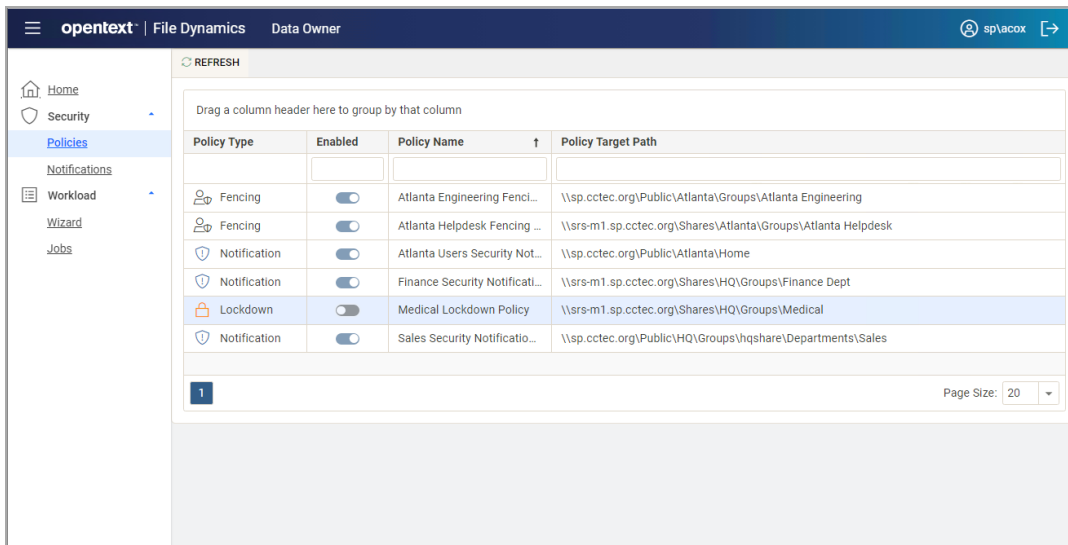 opentext™ | File Dynamics Data Owner sp\acox
REFRESH
Home
Security
Policies
Notifications
Workload
Wizard
Jobs
Drag a column header here to group by that column
Policy Type Enabled Policy Name ↑ Policy Target Path
Fencing Atlanta Engineering Fenci... \\sp.cctec.org\Public\Atlanta\Groups\Atlanta Engineering
Fencing Atlanta Helpdesk Fencing ... \\srs-m1.sp.cctec.org\Shares\Atlanta\Groups\Atlanta Helpdesk
Notification Atlanta Users Security Not... \\sp.cctec.org\Public\Atlanta\Home
Notification Finance Security Notificati... \\srs-m1.sp.cctec.org\Shares\HQ\Groups\Finance Dept
Lockdown Medical Lockdown Policy \\srs-m1.sp.cctec.org\Shares\HQ\Groups\Medical
Notification Sales Security Notificatio... \\sp.cctec.org\Public\HQ\Groups\hqshare\Departments\Sales
1 Page Size: 20